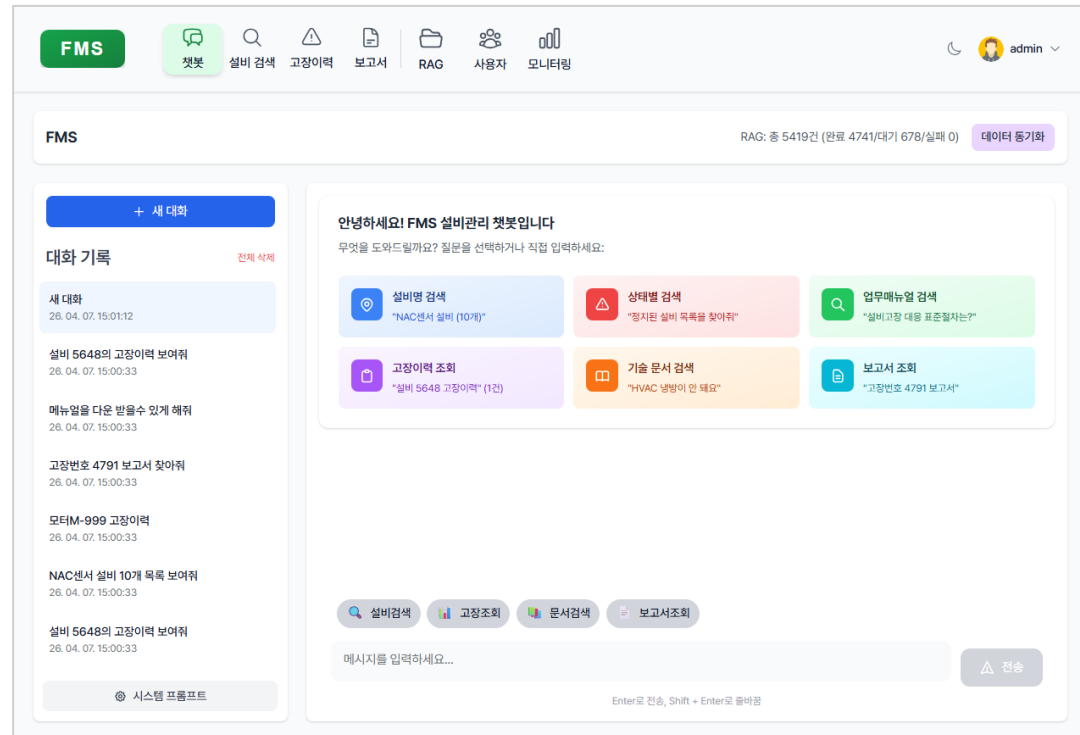 FMS
챗봇
설비 검색
고장이력
보고서
RAG
사용자
모니터링
admin
FMS
RAG: 총 5419건 (완료 4741/대기 678/실패 0)
데이터 동기화
+ 새 대화
대화 기록
전체 삭제
새 대화
26. 04. 07. 15:01:12
설비 5648의 고장이력 보여줘
26. 04. 07. 15:00:33
메뉴얼을 다운 받을수 있게 해줘
26. 04. 07. 15:00:33
고장번호 4791 보고서 찾아줘
26. 04. 07. 15:00:33
모터M-999 고장이력
26. 04. 07. 15:00:33
NAC센서 설비 10개 목록 보여줘
26. 04. 07. 15:00:33
설비 5648의 고장이력 보여줘
26. 04. 07. 15:00:33
시스템 프롬프트
안녕하세요! FMS 설비관리 챗봇입니다
무엇을 도와드릴까요? 질문을 선택하거나 직접 입력하세요:
설비명 검색
"NAC센서 설비 (10개)"
상태별 검색
"정지된 설비 목록을 찾아줘"
업무매뉴얼 검색
"설비고장 대응 표준절차는?"
고장이력 조회
"설비 5648 고장이력" (1건)
기술 문서 검색
"HVAC 냉방이 안 돼요"
보고서 조회
"고장번호 4791 보고서"
설비검색
고장조회
문서검색
보고서조회
메시지를 입력하세요...
전송
Enter로 전송, Shift + Enter로 줄바꿈